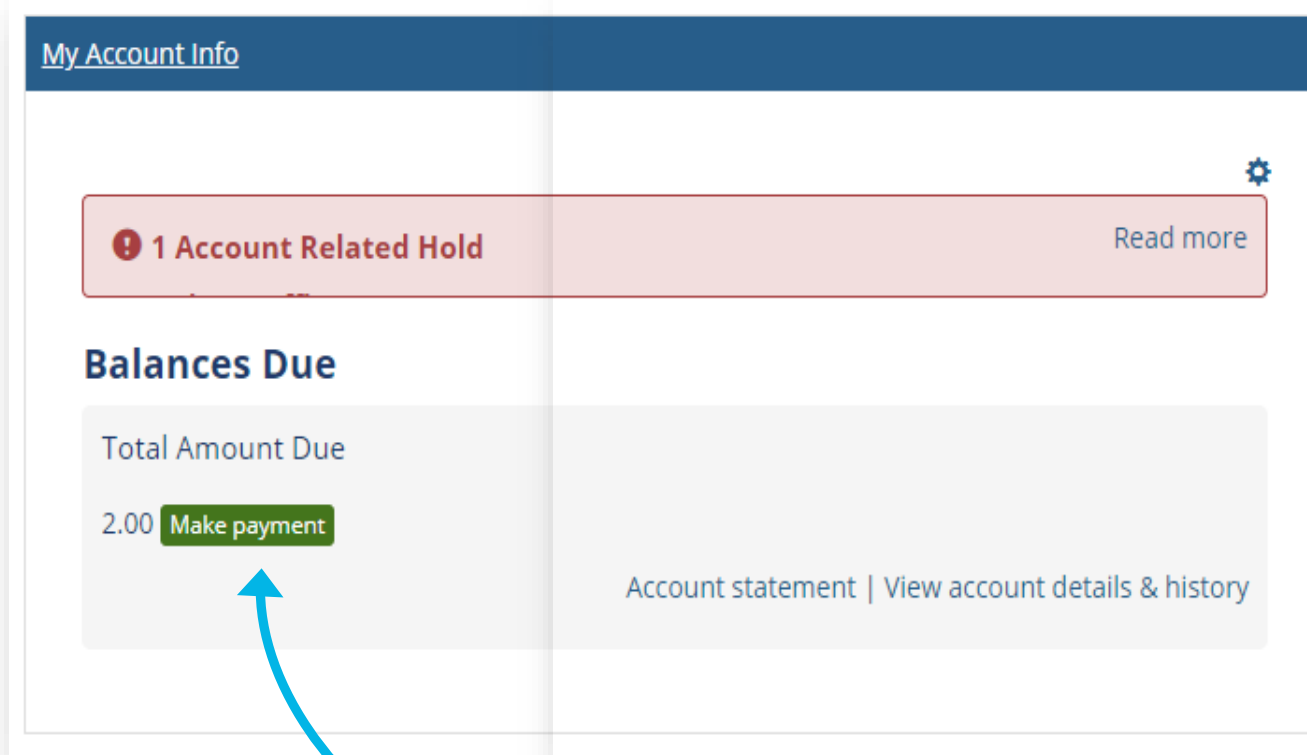 My Account Info
1 Account Related Hold
Read more
Balances Due
Total Amount Due
2.00 Make payment
Account statement | View account details & history